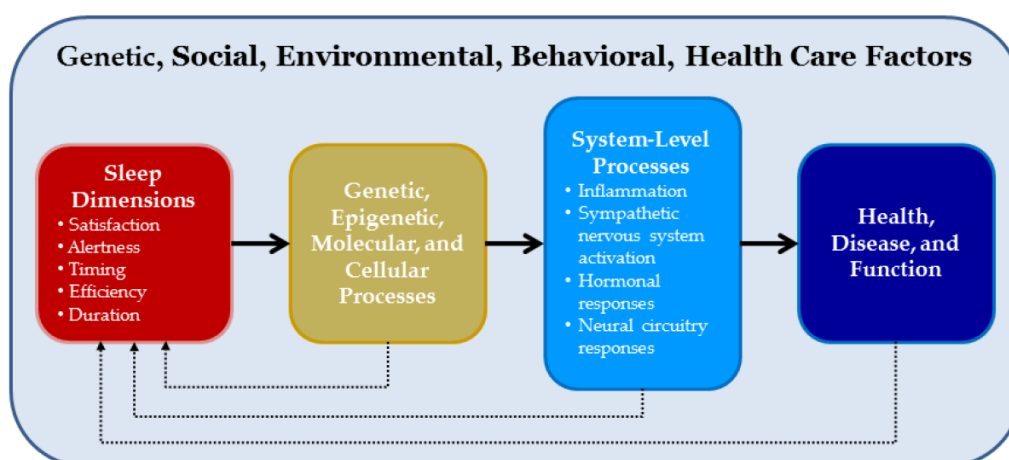 Genetic, Social, Environmental, Behavioral, Health Care Factors
Sleep
Dimensions
• Satisfaction
• Alertness
• Timing
• Efficiency
• Duration
Genetic,
Epigenetic,
Molecular, and
Cellular
Processes
System-Level
Processes
• Inflammation
• Sympathetic
nervous system
activation
• Hormonal
responses
• Neural circuitry
responses
Health,
Disease, and
Function